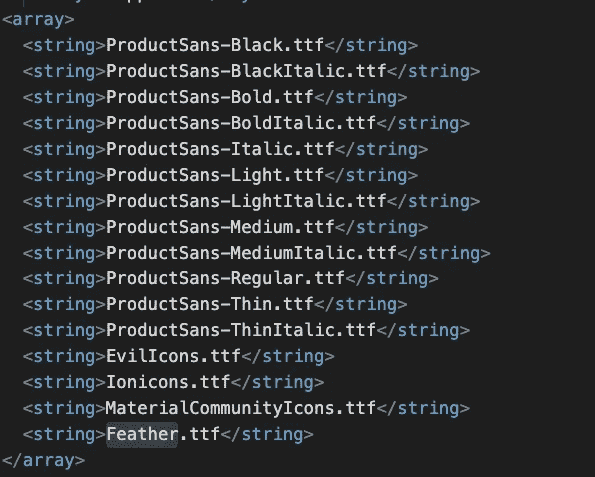 <array>
<string>ProductSans-Black.ttf</string>
<string>ProductSans-BlackItalic.ttf</string>
<string>ProductSans-Bold.ttf</string>
<string>ProductSans-BoldItalic.ttf</string>
<string>ProductSans-Italic.ttf</string>
<string>ProductSans-Light.ttf</string>
<string>ProductSans-LightItalic.ttf</string>
<string>ProductSans-Medium.ttf</string>
<string>ProductSans-MediumItalic.ttf</string>
<string>ProductSans-Regular.ttf</string>
<string>ProductSans-Thin.ttf</string>
<string>ProductSans-ThinItalic.ttf</string>
<string>EvilIcons.ttf</string>
<string>Ionicons.ttf</string>
<string>MaterialCommunityIcons.ttf</string>
<string>Feather.ttf</string>
</array>